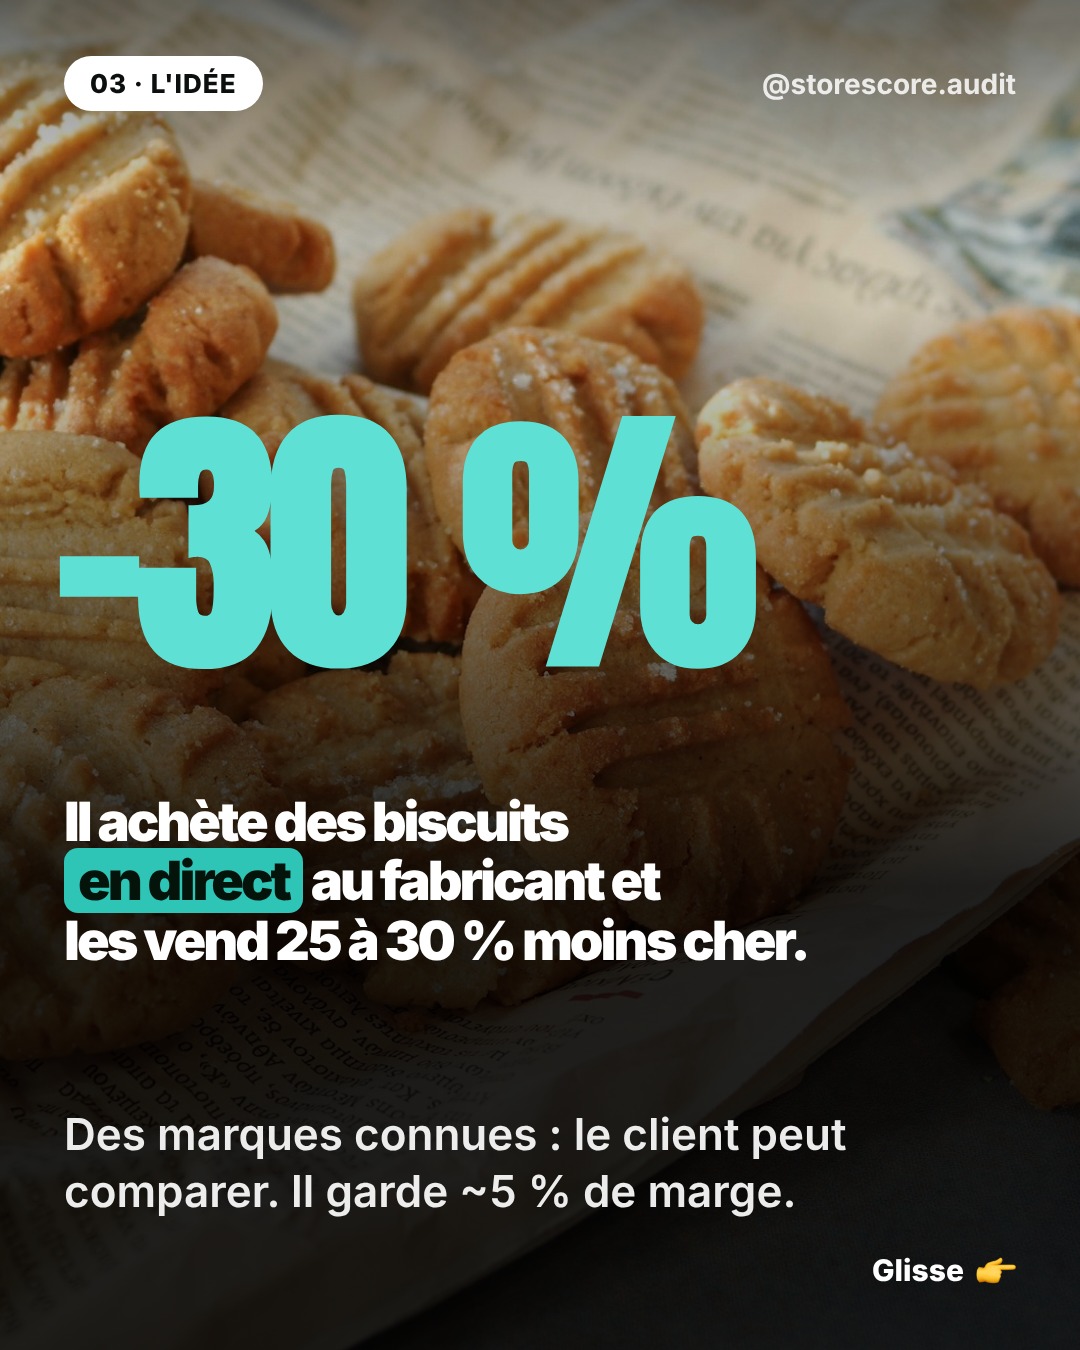 03 · L'IDÉE
@storescore.audit
-30 %
Il achète des biscuits
en direct au fabricant et
les vend 25 à 30 % moins cher.
Des marques connues : le client peut
comparer. Il garde ~5 % de marge.
Glisse 👉